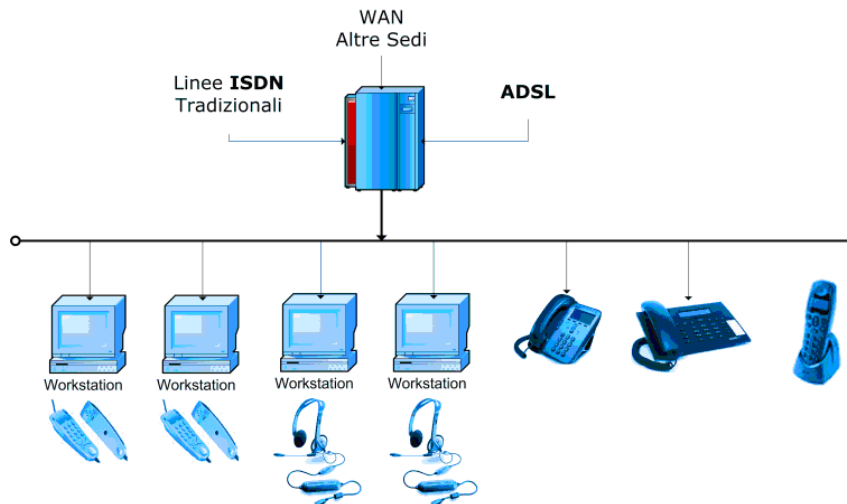 WAN
Altre Sedi
Linee ISDN
Tradizionali
ADSL
Workstation
Workstation
Workstation
Workstation